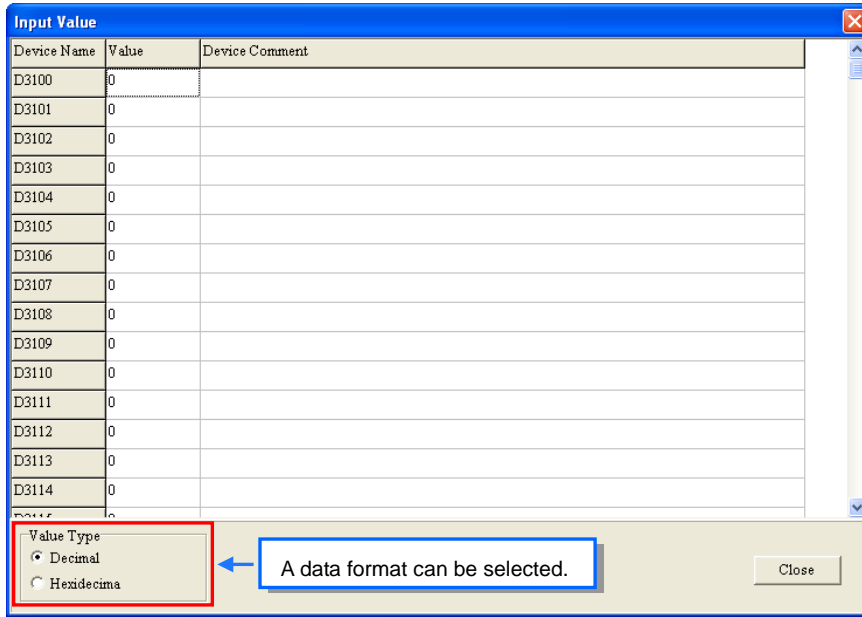 Input Value
Device Name Value Device Comment
D3100 0
D3101 0
D3102 0
D3103 0
D3104 0
D3105 0
D3106 0
D3107 0
D3108 0
D3109 0
D3110 0
D3111 0
D3112 0
D3113 0
D3114 0
Value Type
Decimal
Hexidecima
A data format can be selected.
Close